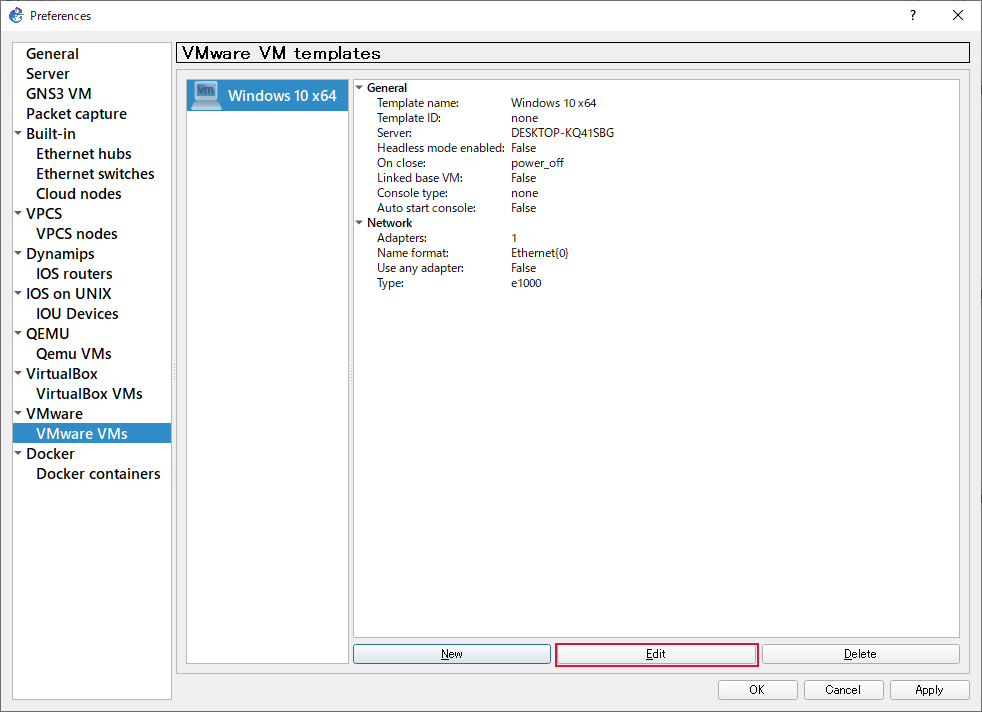 Preferences
?
General
Server
GNS3 VM
Packet capture
Built-in
Ethernet hubs
Ethernet switches
Cloud nodes
VPCS
VPCS nodes
Dynamips
IOS routers
IOS on UNIX
IOU Devices
QEMU
Qemu VMs
VirtualBox
VirtualBox VMs
VMware
VMware VMs
Docker
Docker containers
VMware VM templates
vm
Windows 10 x64
General
Template name: Windows 10 x64
Template ID: none
Server: DESKTOP-KQ41SBG
Headless mode enabled: False
On close: power_off
Linked base VM: False
Console type: none
Auto start console: False
Network
Adapters: 1
Name format: Ethernet{0}
Use any adapter: False
Type: e1000
New Edit Delete
OK Cancel Apply